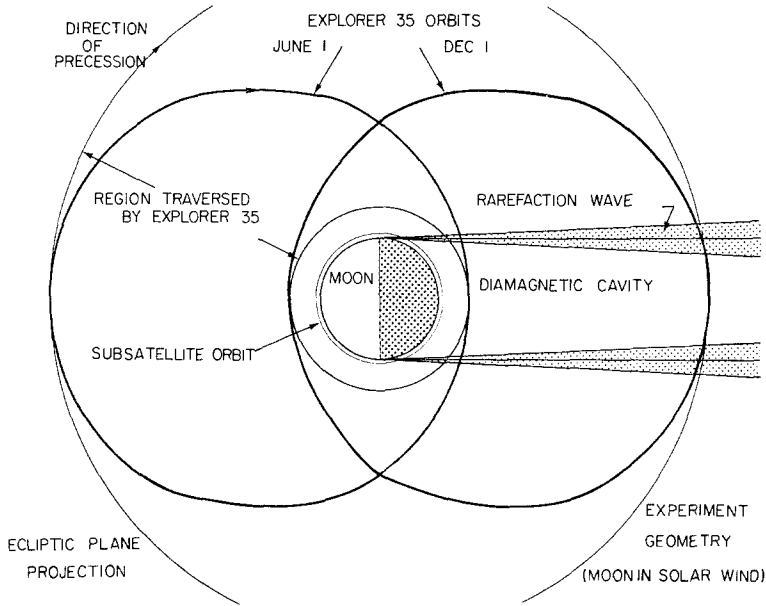 DIRECTION
OF
PRECESSION
EXPLORER 35 ORBITS
JUNE 1
DEC 1
REGION TRAVERSED
BY EXPLORER 35
RAREFACTION WAVE
MOON
DIAMAGNETIC CAVITY
SUBSATELLITE ORBIT
ECLIPTIC PLANE
PROJECTION
EXPERIMENT
GEOMETRY
(MOON IN SOLAR WIND)